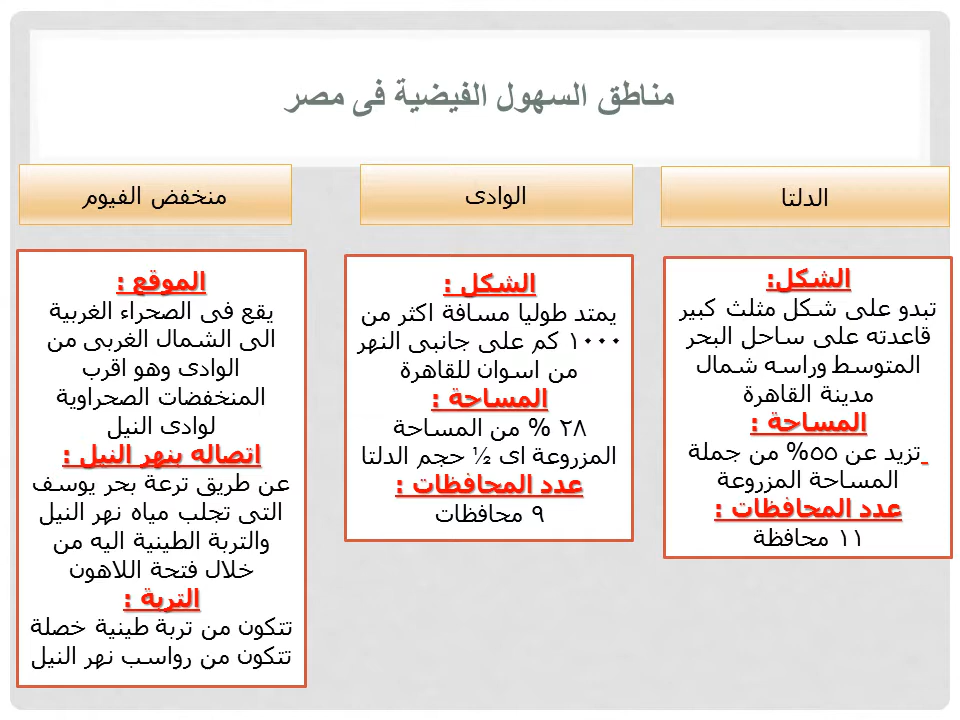 مناطق السهول الفيضية فى مصر
الدلتا
الشكل:
تبدو على شكل مثلث كبير
قاعدته على ساحل البحر
المتوسط وراسه شمال
مدينة القاهرة
المساحة :
تزيد عن ٥٥% من جملة
المساحة المزروعة
عدد المحافظات :
١١ محافظة
الوادى
الشكل :
يمتد طوليا مسافة اكثر من
١٠٠٠ كم على جانبى النهر
من اسوان للقاهرة
المساحة :
٢٨ % من المساحة
المزروعة اى ½ حجم الدلتا
عدد المحافظات :
٩ محافظات
منخفض الفيوم
الموقع :
يقع فى الصحراء الغربية
الى الشمال الغربى من
الوادى وهو اقرب
المنخفضات الصحراوية
لوادى النيل
اتصاله بنهر النيل :
عن طريق ترعة بحر يوسف
التى تجلب مياه نهر النيل
والتربة الطينية اليه من
خلال فتحة اللاهون
التربة :
تتكون من تربة طينية خصلة
تتكون من رواسب نهر النيل